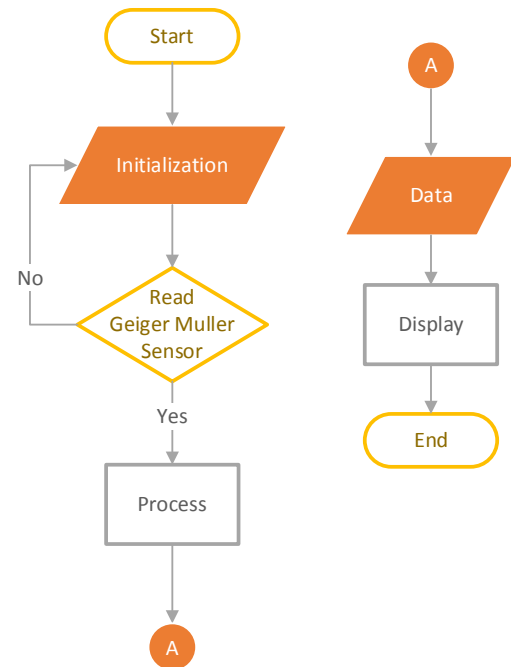 Start
Initialization
No
Read
Geiger Muller
Sensor
Yes
Process
A
A
Data
Display
End